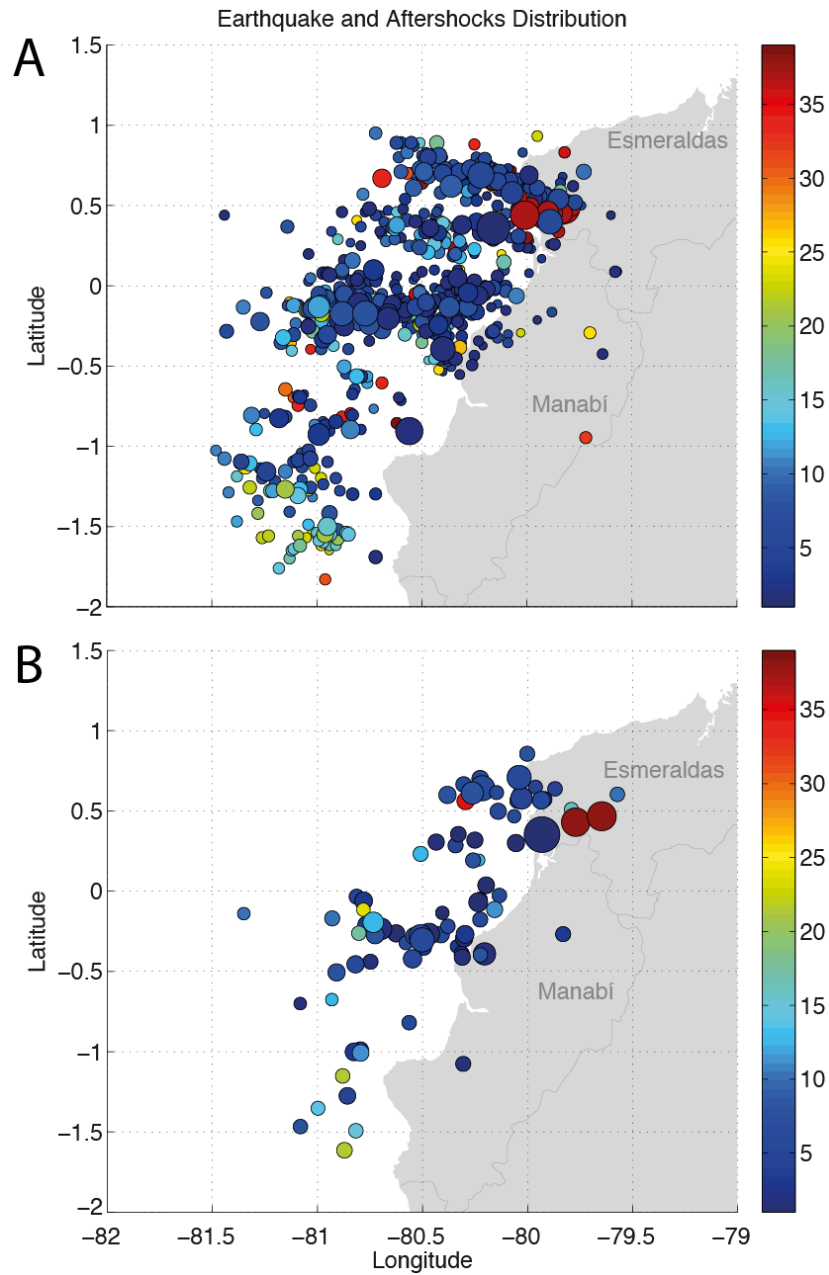 Earthquake and Aftershocks Distribution
A
1.5
1
0.5
0
−0.5
−1
−1.5
−2
Latitude
Esmeraldas
Manabí
35
30
25
20
15
10
5
B
1.5
1
0.5
0
−0.5
−1
−1.5
−2
Latitude
Esmeraldas
Manabí
35
30
25
20
15
10
5
−82 −81.5 −81 −80.5 −80 −79.5 −79
Longitude